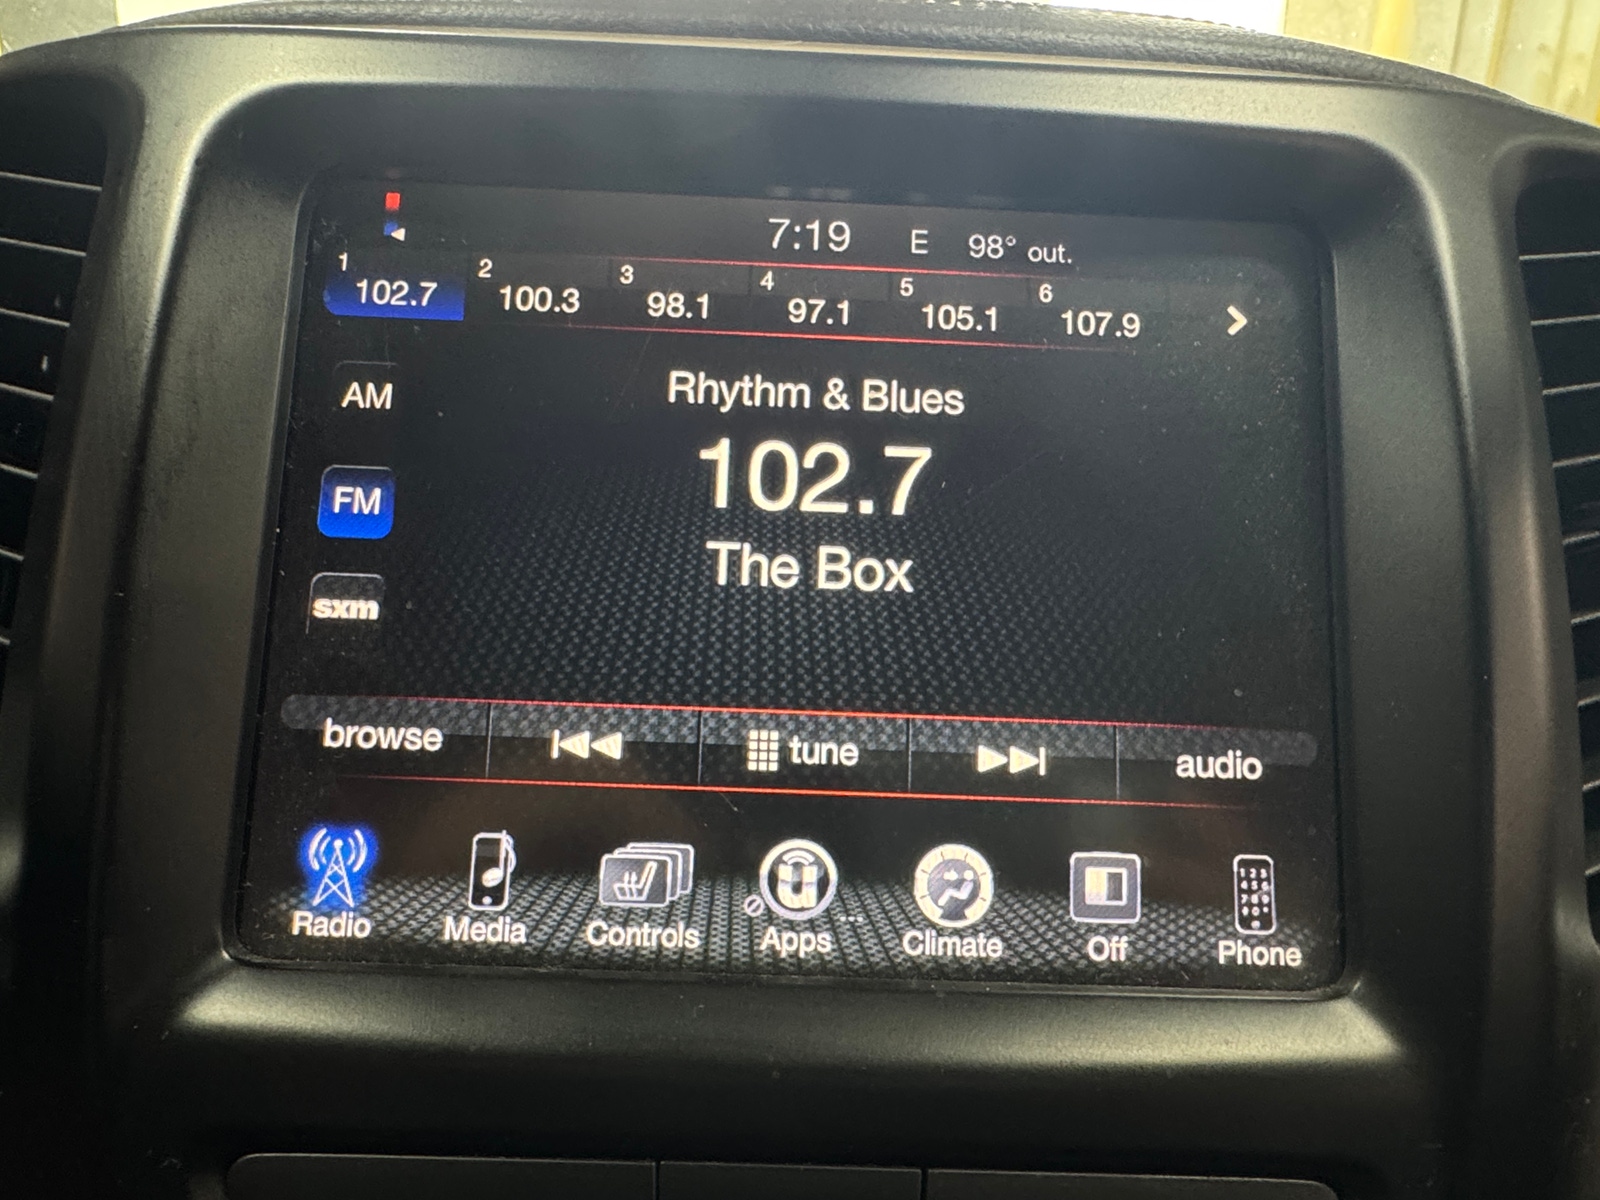 7:19 E 98° out.
1 102.7 2 100.3 3 98.1 4 97.1 5 105.1 6 107.9
AM
Rhythm & Blues
FM
102.7
The Box
sxm
browse tune audio
Radio Media Controls Apps Climate Off Phone